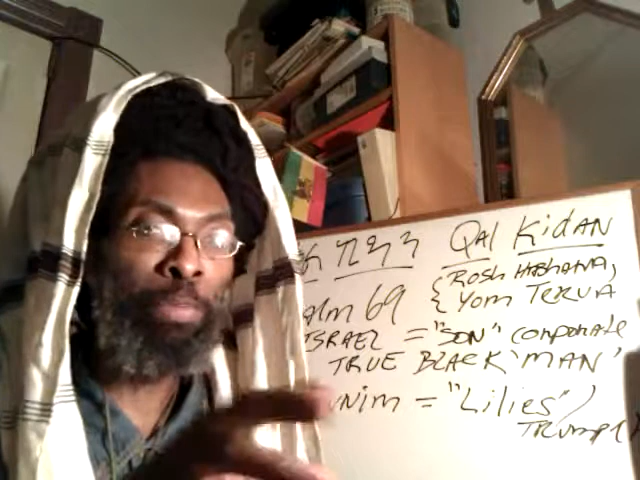 Qal Kidan
Rosh Hashana,
alm 69 { Yom Terua
ISRAEL = "SON" corporate
TRUE BLACK 'MAN'
nim = "Lilies" /